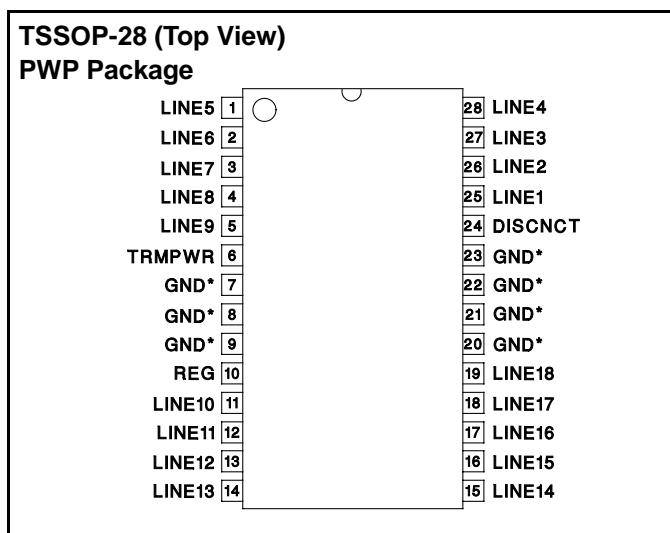 TSSOP-28 (Top View)
PWP Package
LINE5 1 28 LINE4
LINE6 2 27 LINE3
LINE7 3 26 LINE2
LINE8 4 25 LINE1
LINE9 5 24 DISCNCT
TRMPWR 6 23 GND*
GND* 7 22 GND*
GND* 8 21 GND*
GND* 9 20 GND*
REG 10 19 LINE18
LINE10 11 18 LINE17
LINE11 12 17 LINE16
LINE12 13 16 LINE15
LINE13 14 15 LINE14